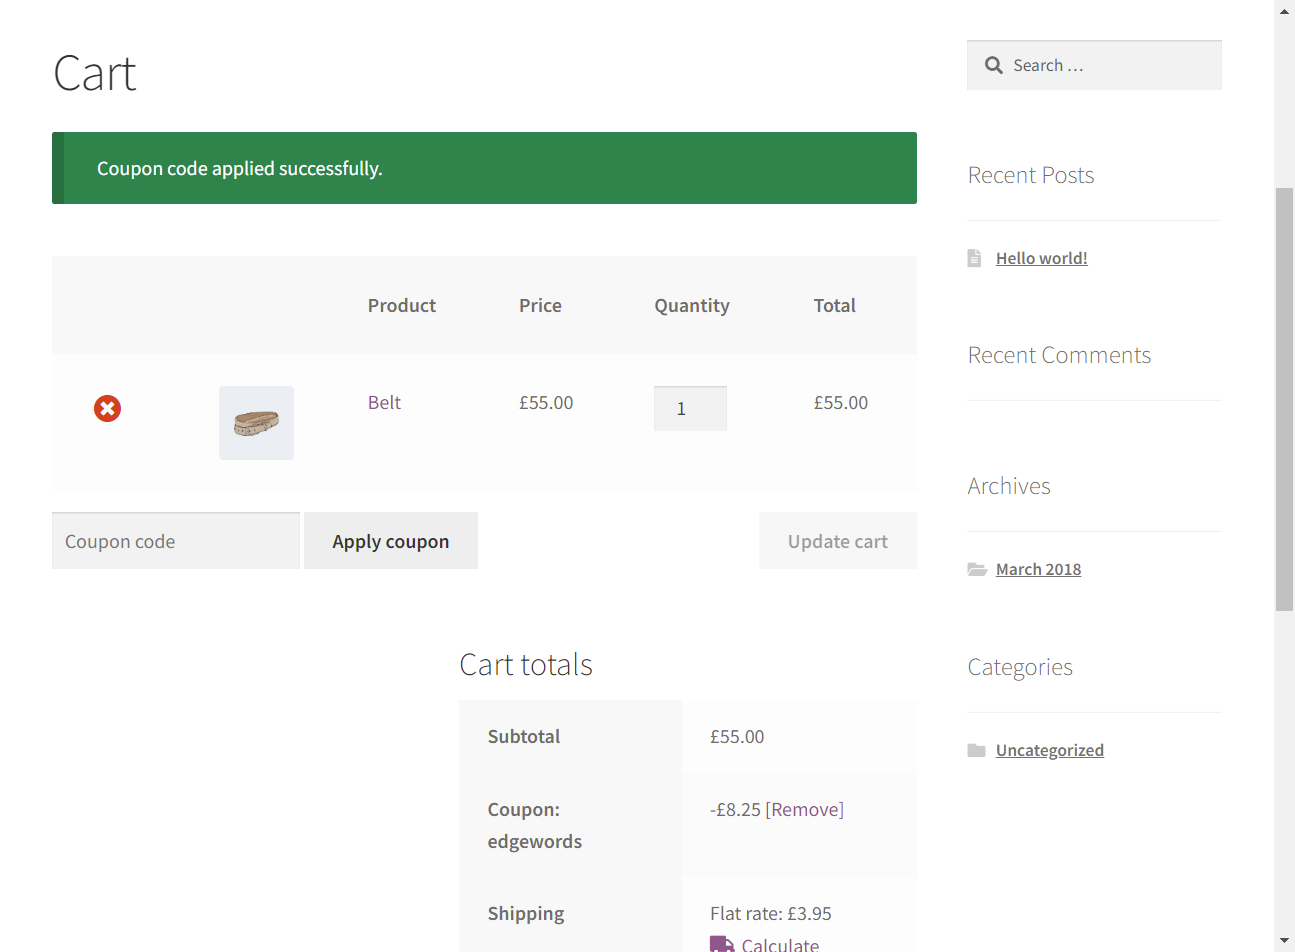 Cart
Search …
Coupon code applied successfully.
Recent Posts
Hello world!
Product Price Quantity Total
Recent Comments
Belt £55.00 1 £55.00
Archives
Coupon code Apply coupon Update cart
March 2018
Cart totals
Categories
Subtotal £55.00
Uncategorized
Coupon: -£8.25 [Remove]
edgewords
Shipping Flat rate: £3.95
Calculate